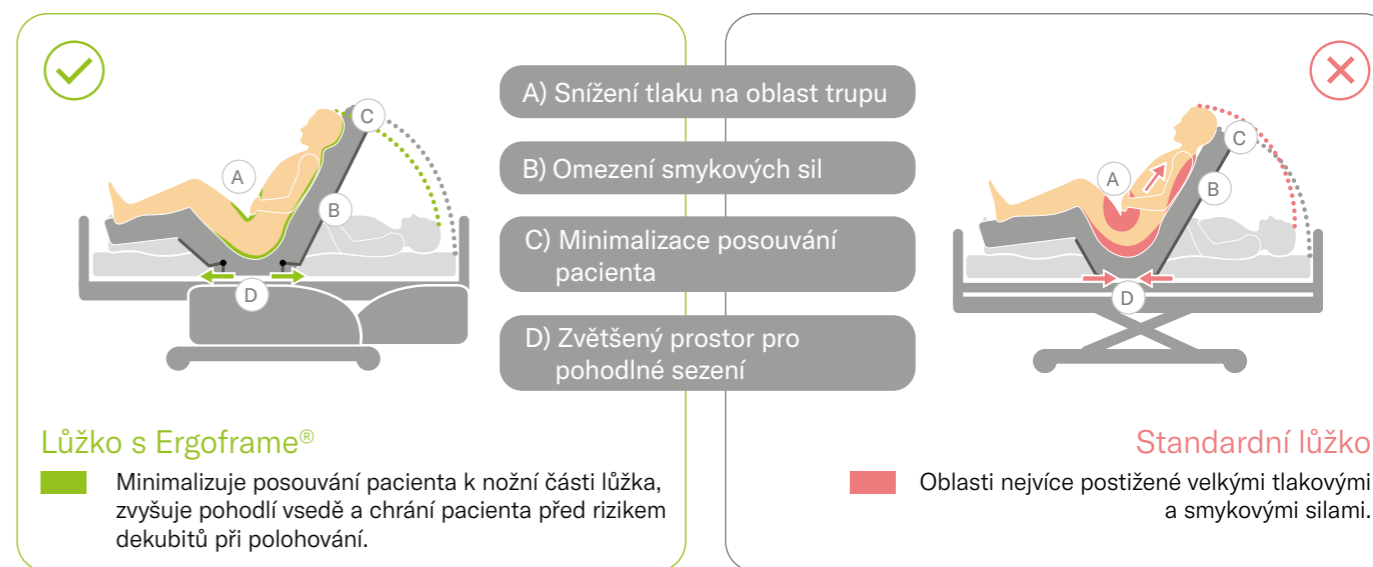 A) Snížení tlaku na oblast trupu
B) Omezení smykových sil
C) Minimalizace posouvání
pacienta
D) Zvětšený prostor pro
pohodlné sezení
A
B
C
D
A
B
C
D
Lůžko s Ergoframe®
Minimalizuje posouvání pacienta k nožní části lůžka,
zvyšuje pohodlí vsedě a chrání pacienta před rizikem
dekubitů při polohování.
Standardní lůžko
Oblasti nejvíce postižené velkými tlakovými
a smykovými silami.